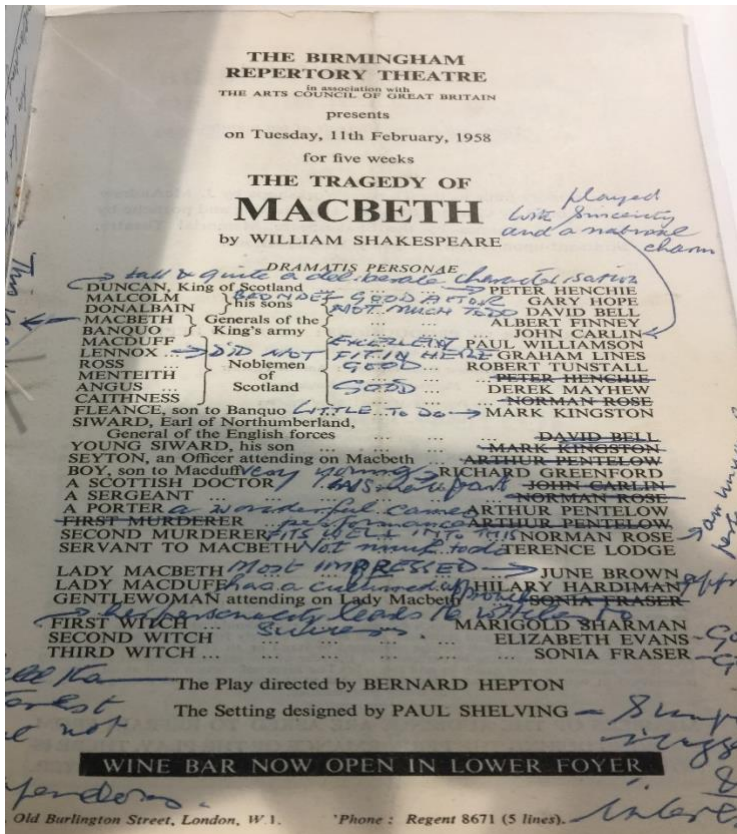 THE BIRMINGHAM
REPERTORY THEATRE
in association with
THE ARTS COUNCIL OF GREAT BRITAIN
presents
on Tuesday, 11th February, 1958
for five weeks
THE TRAGEDY OF
MACBETH
by WILLIAM SHAKESPEARE
played
with sincerity
and a natural
charm
DRAMATIS PERSONAE
tall & quite a deliberate characterisation
DUNCAN, King of Scotland ... ... PETER HENCHIE
MALCOLM } his sons BLONDE GOOD ACTOR GARY HOPE
DONALBAIN NOT MUCH TO DO DAVID BELL
MACBETH } Generals of the ... ... ALBERT FINNEY
BANQUO King's army ... ... JOHN CARLIN
MACDUFF EXCELLENT PAUL WILLIAMSON
LENNOX DID NOT FIT IN HERE GRAHAM LINES
ROSS ... Noblemen GOOD ... ROBERT TUNSTALL
MENTEITH of ... ... PETER HENCHIE
ANGUS ... Scotland GOOD ... DEREK MAYHEW
CAITHNESS ... ... NORMAN ROSE
FLEANCE, son to Banquo LITTLE TO DO MARK KINGSTON
SIWARD, Earl of Northumberland,
General of the English forces ... ... DAVID BELL
YOUNG SIWARD, his son ... ... MARK KINGSTON
SEYTON, an Officer attending on Macbeth ... ARTHUR PENTELOW
BOY, son to Macduff very young RICHARD GREENFORD
A SCOTTISH DOCTOR part JOHN CARLIN
A SERGEANT ... ... NORMAN ROSE
A PORTER a wonderful cameo ARTHUR PENTELOW
FIRST MURDERER ... performance ARTHUR PENTELOW
SECOND MURDERER FITS WELL INTO THIS NORMAN ROSE
SERVANT TO MACBETH Not much to do TERENCE LODGE
LADY MACBETH MOST IMPRESSED JUNE BROWN
LADY MACDUFF has a cultured HILARY HARDIMAN
GENTLEWOMAN attending on Lady Macbeth SONIA FRASER
her personality leads
FIRST WITCH success. MARIGOLD SHARMAN
SECOND WITCH ... ... ELIZABETH EVANS
THIRD WITCH ... ... ... SONIA FRASER
The Play directed by BERNARD HEPTON
not
The Setting designed by PAUL SHELVING
WINE BAR NOW OPEN IN LOWER FOYER
Old Burlington Street, London, W1. 'Phone : Regent 8671 (5 lines).